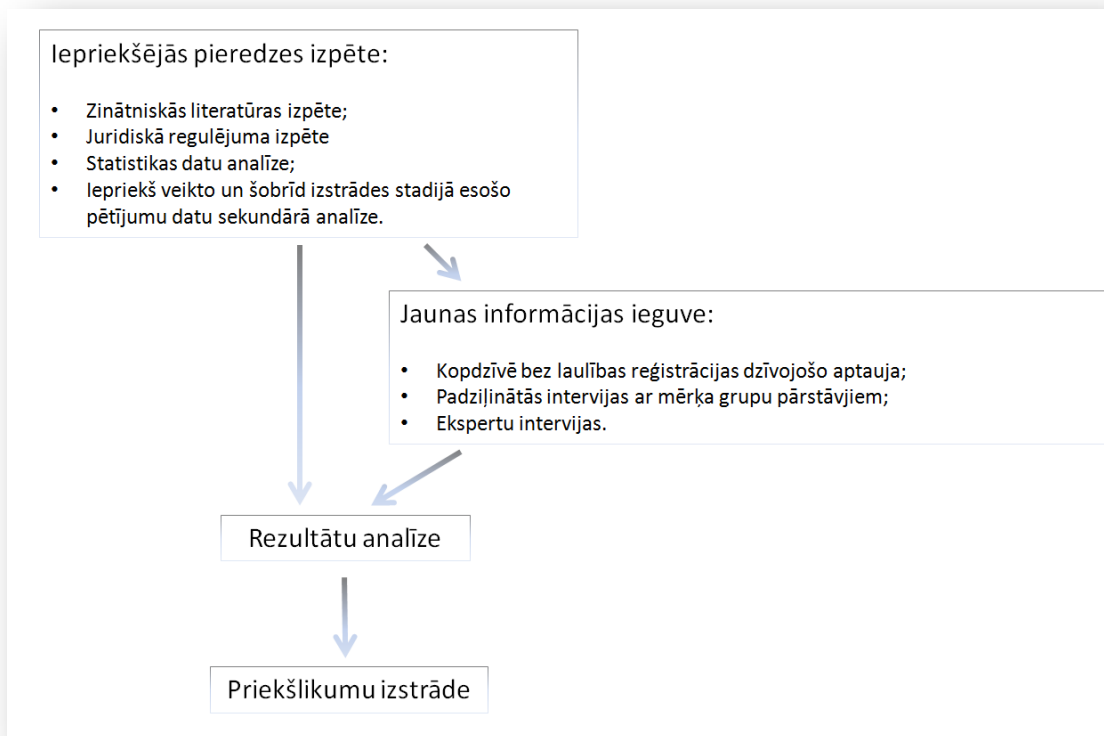 Iepriekšējās pieredzes izpēte:
• Zinātniskās literatūras izpēte;
• Juridiskā regulējuma izpēte
• Statistikas datu analīze;
• Iepriekš veikto un šobrīd izstrādes stadijā esošo
pētījumu datu sekundārā analīze.
Jaunas informācijas ieguve:
• Kopdzīvē bez laulības reģistrācijas dzīvojošo aptauja;
• Padziļinātās intervijas ar mērķa grupu pārstāvjiem;
• Ekspertu intervijas.
Rezultātu analīze
Priekšlikumu izstrāde